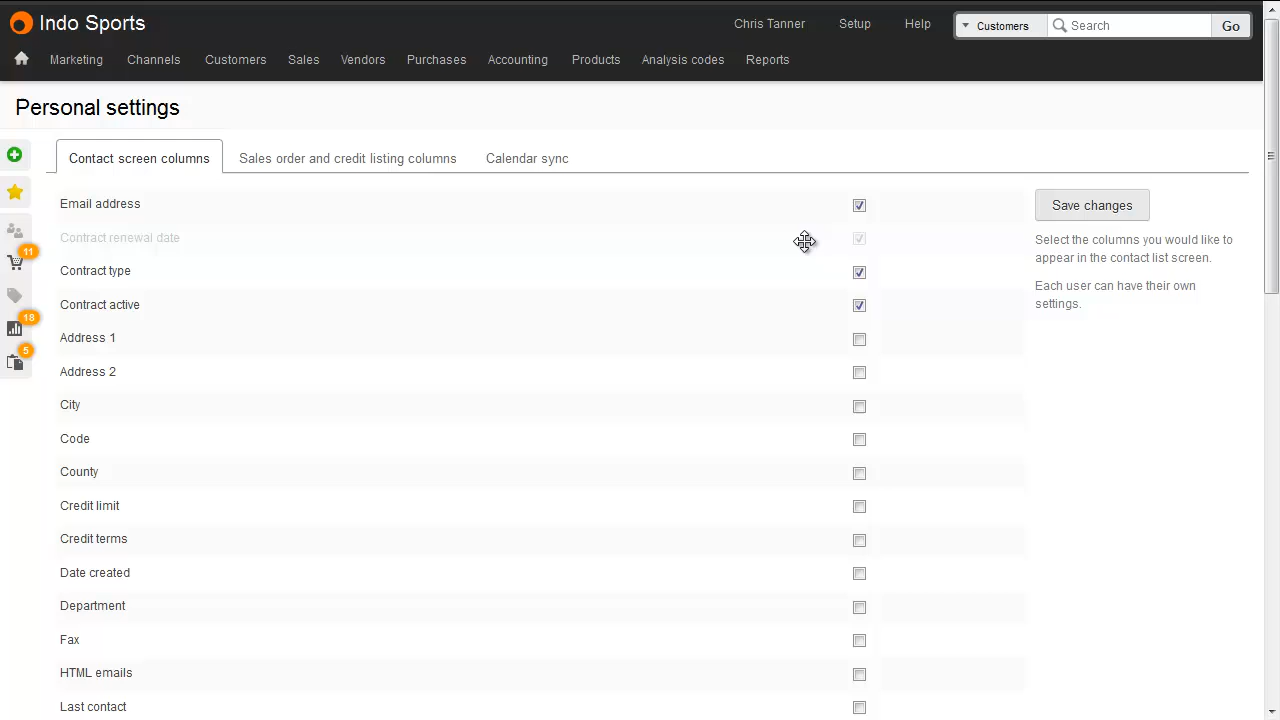 Indo Sports
Chris Tanner Setup Help Customers Search Go
Marketing Channels Customers Sales Vendors Purchases Accounting Products Analysis codes Reports
Personal settings
Contact screen columns Sales order and credit listing columns Calendar sync
Email address
Save changes
Contract renewal date
Select the columns you would like to
appear in the contact list screen.
11
Contract type
Each user can have their own
settings.
Contract active
18
Address 1
5
Address 2
City
Code
County
Credit limit
Credit terms
Date created
Department
Fax
HTML emails
Last contact